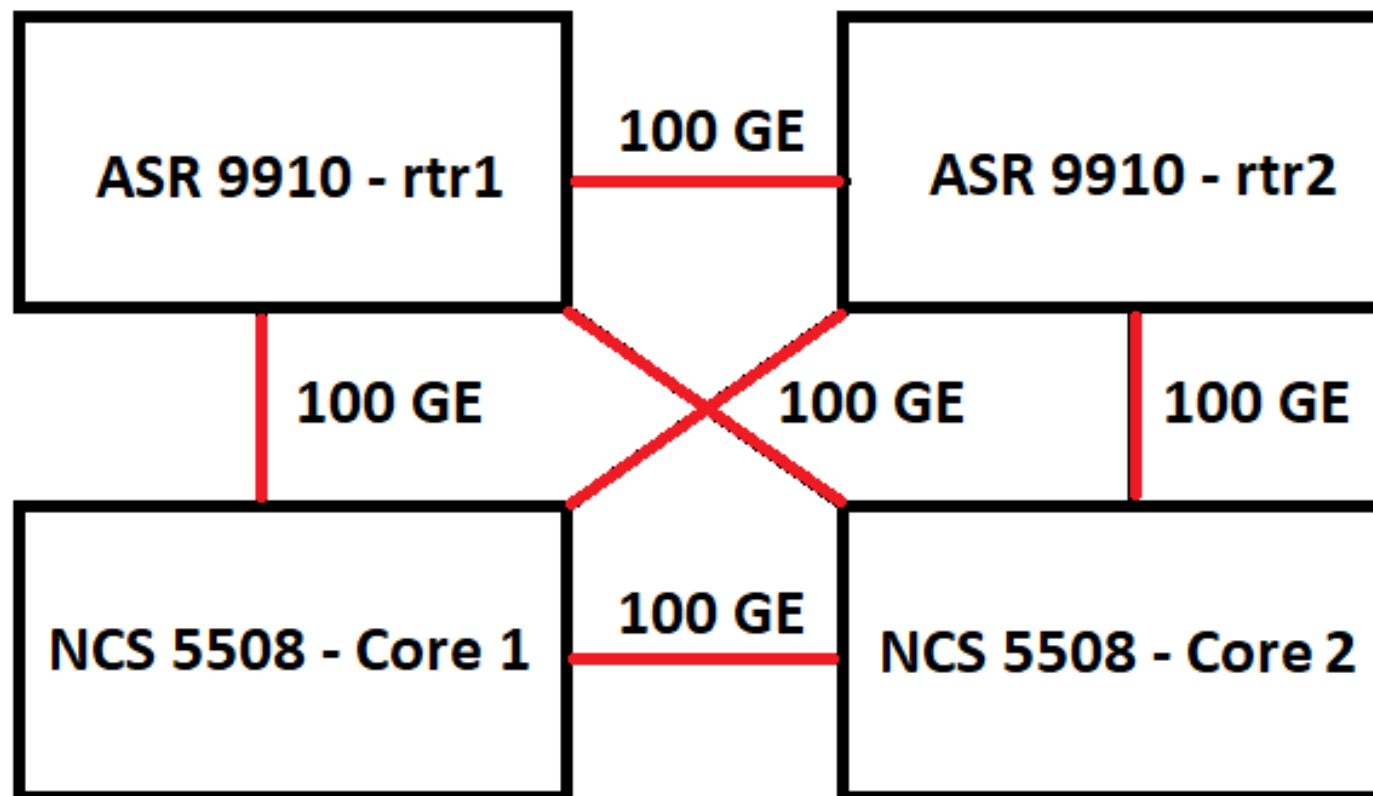 ASR 9910 - rtr1
100 GE
ASR 9910 - rtr2
100 GE
100 GE
100 GE
NCS 5508 - Core 1
100 GE
NCS 5508 - Core 2